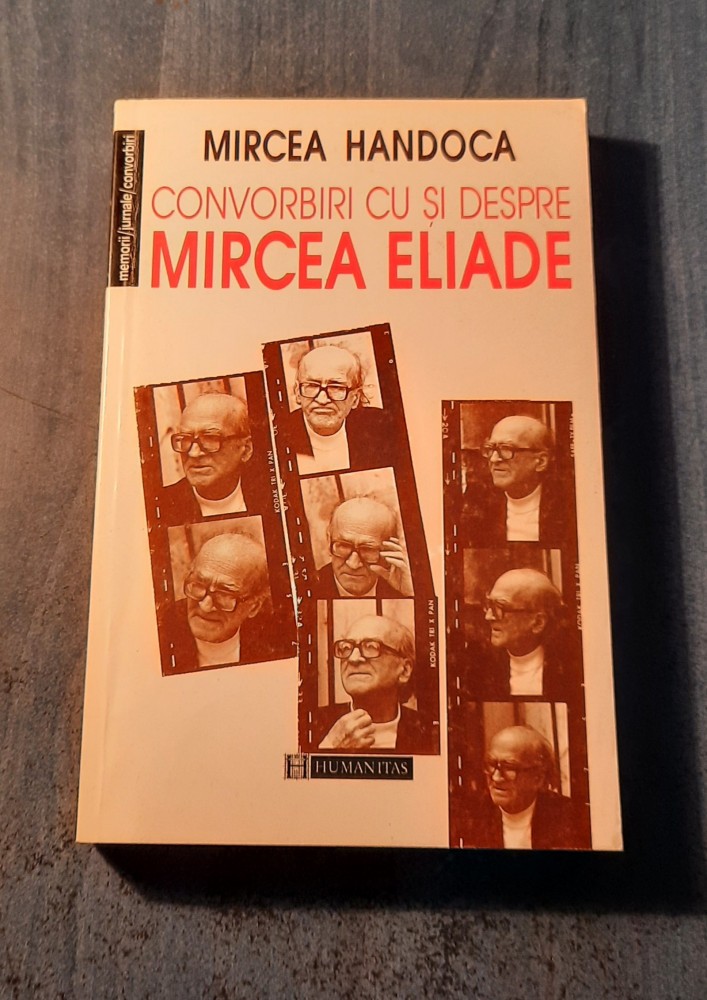 MIRCEA HANDOCA
memorii/jurnale/convorbiri
CONVORBIRI CU ȘI DESPRE
MIRCEA ELIADE
KODAK TRI X PAN
KODAK TRI X PAN
HUMANITAS